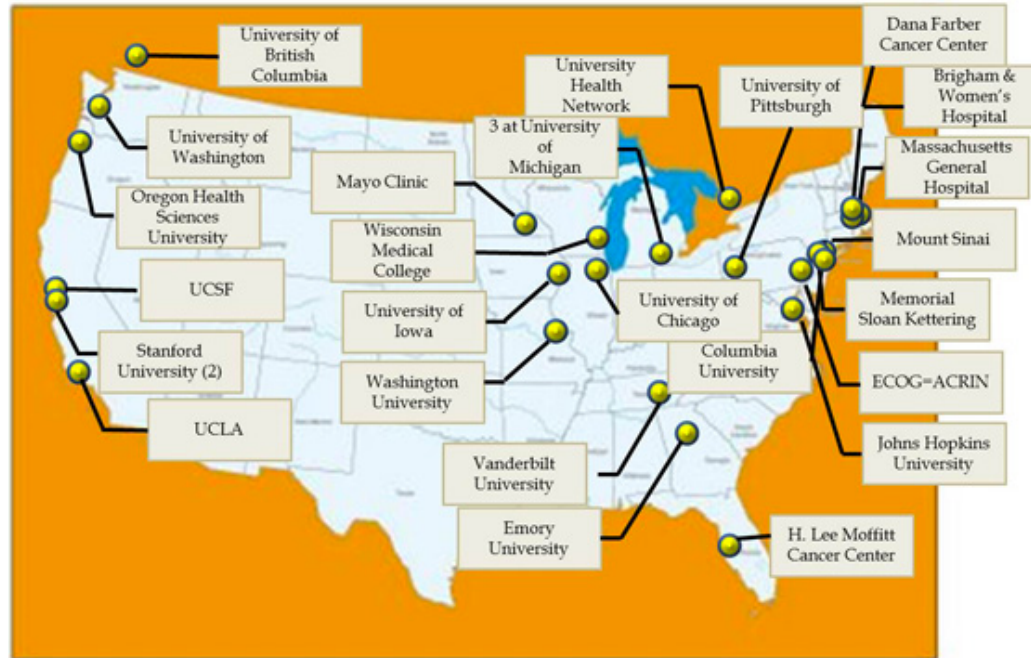 University of
British
Columbia
University
Health
Network
University of
Pittsburgh
Dana Farber
Cancer Center
Brigham &
Women's
Hospital
University of
Washington
3 at University
of
Michigan
Massachusetts
General
Hospital
Mayo Clinic
Oregon Health
Sciences
University
Wisconsin
Medical
College
Mount Sinai
UCSF
University of
Iowa
University of
Chicago
Memorial
Sloan Kettering
Stanford
University (2)
Washington
University
Columbia
University
ECOG=ACRIN
UCLA
Johns Hopkins
University
Vanderbilt
University
Emory
University
H. Lee Moffitt
Cancer Center